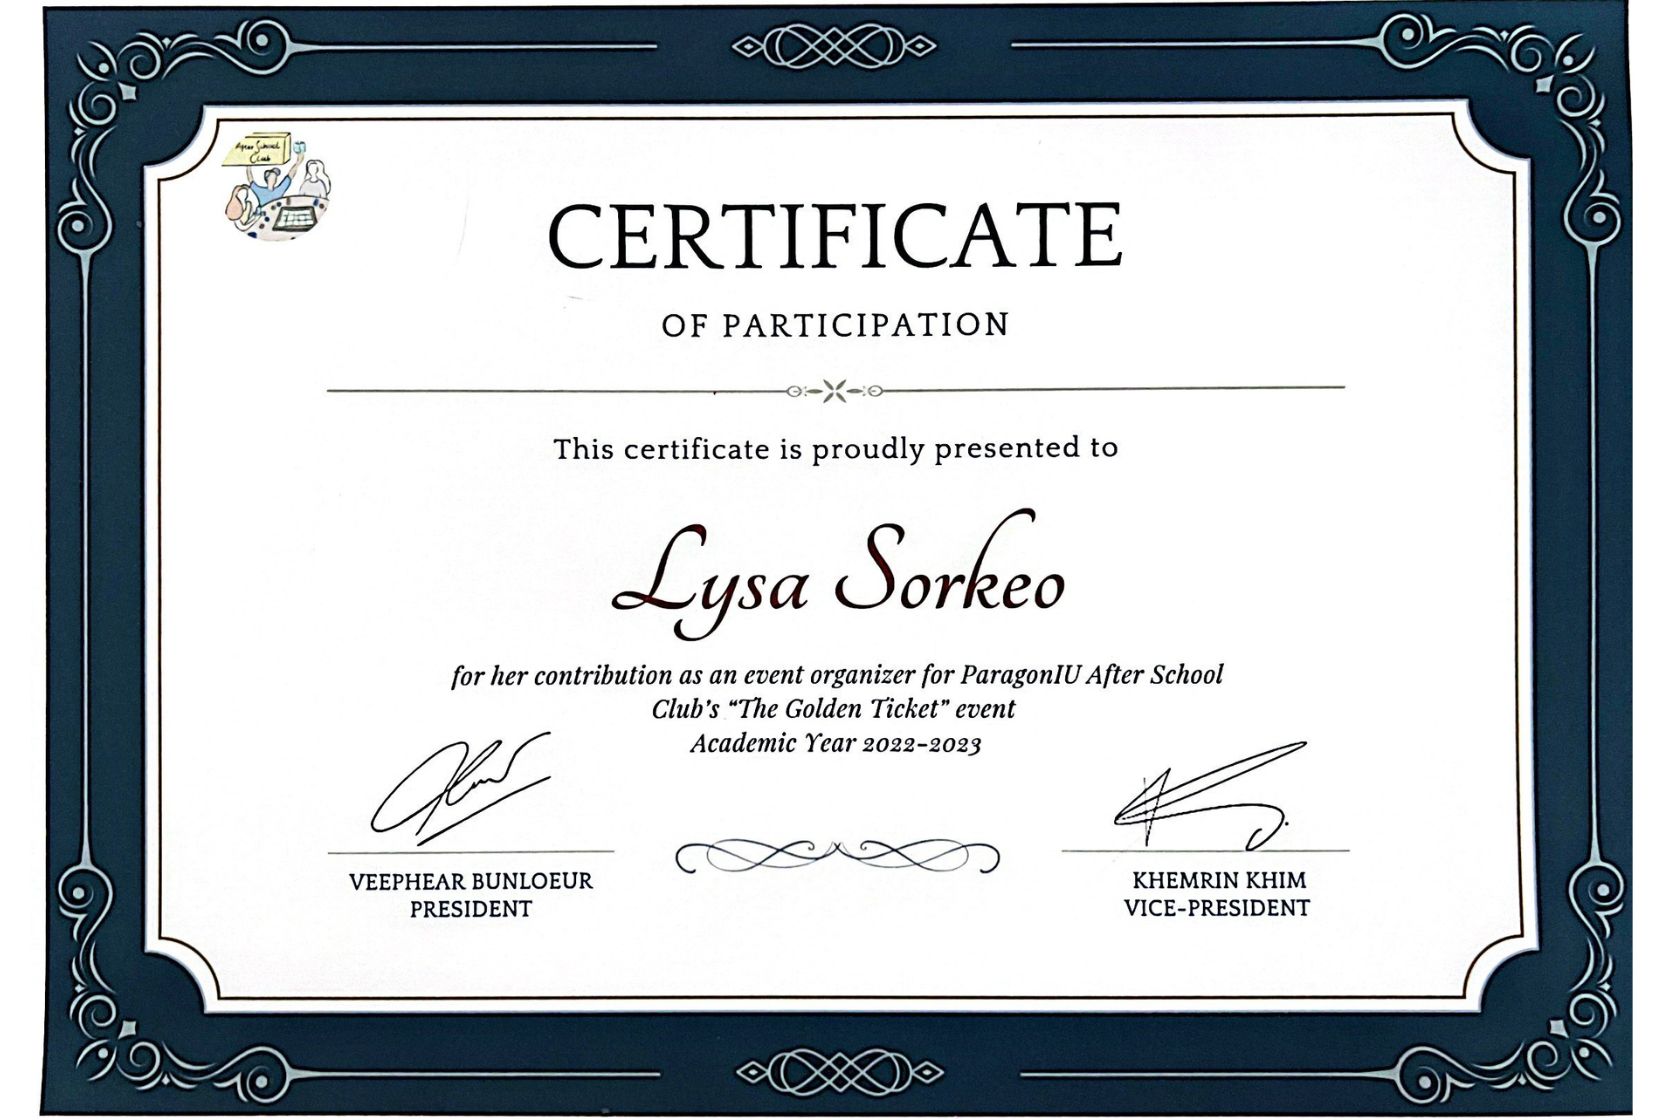 After School
Club
CERTIFICATE
OF PARTICIPATION
This certificate is proudly presented to
Lysa Sorkeo
for her contribution as an event organizer for ParagonIU After School
Club's “The Golden Ticket” event
Academic Year 2022-2023
VEEPHEAR BUNLOEUR
PRESIDENT
KHEMRIN KHIM
VICE-PRESIDENT